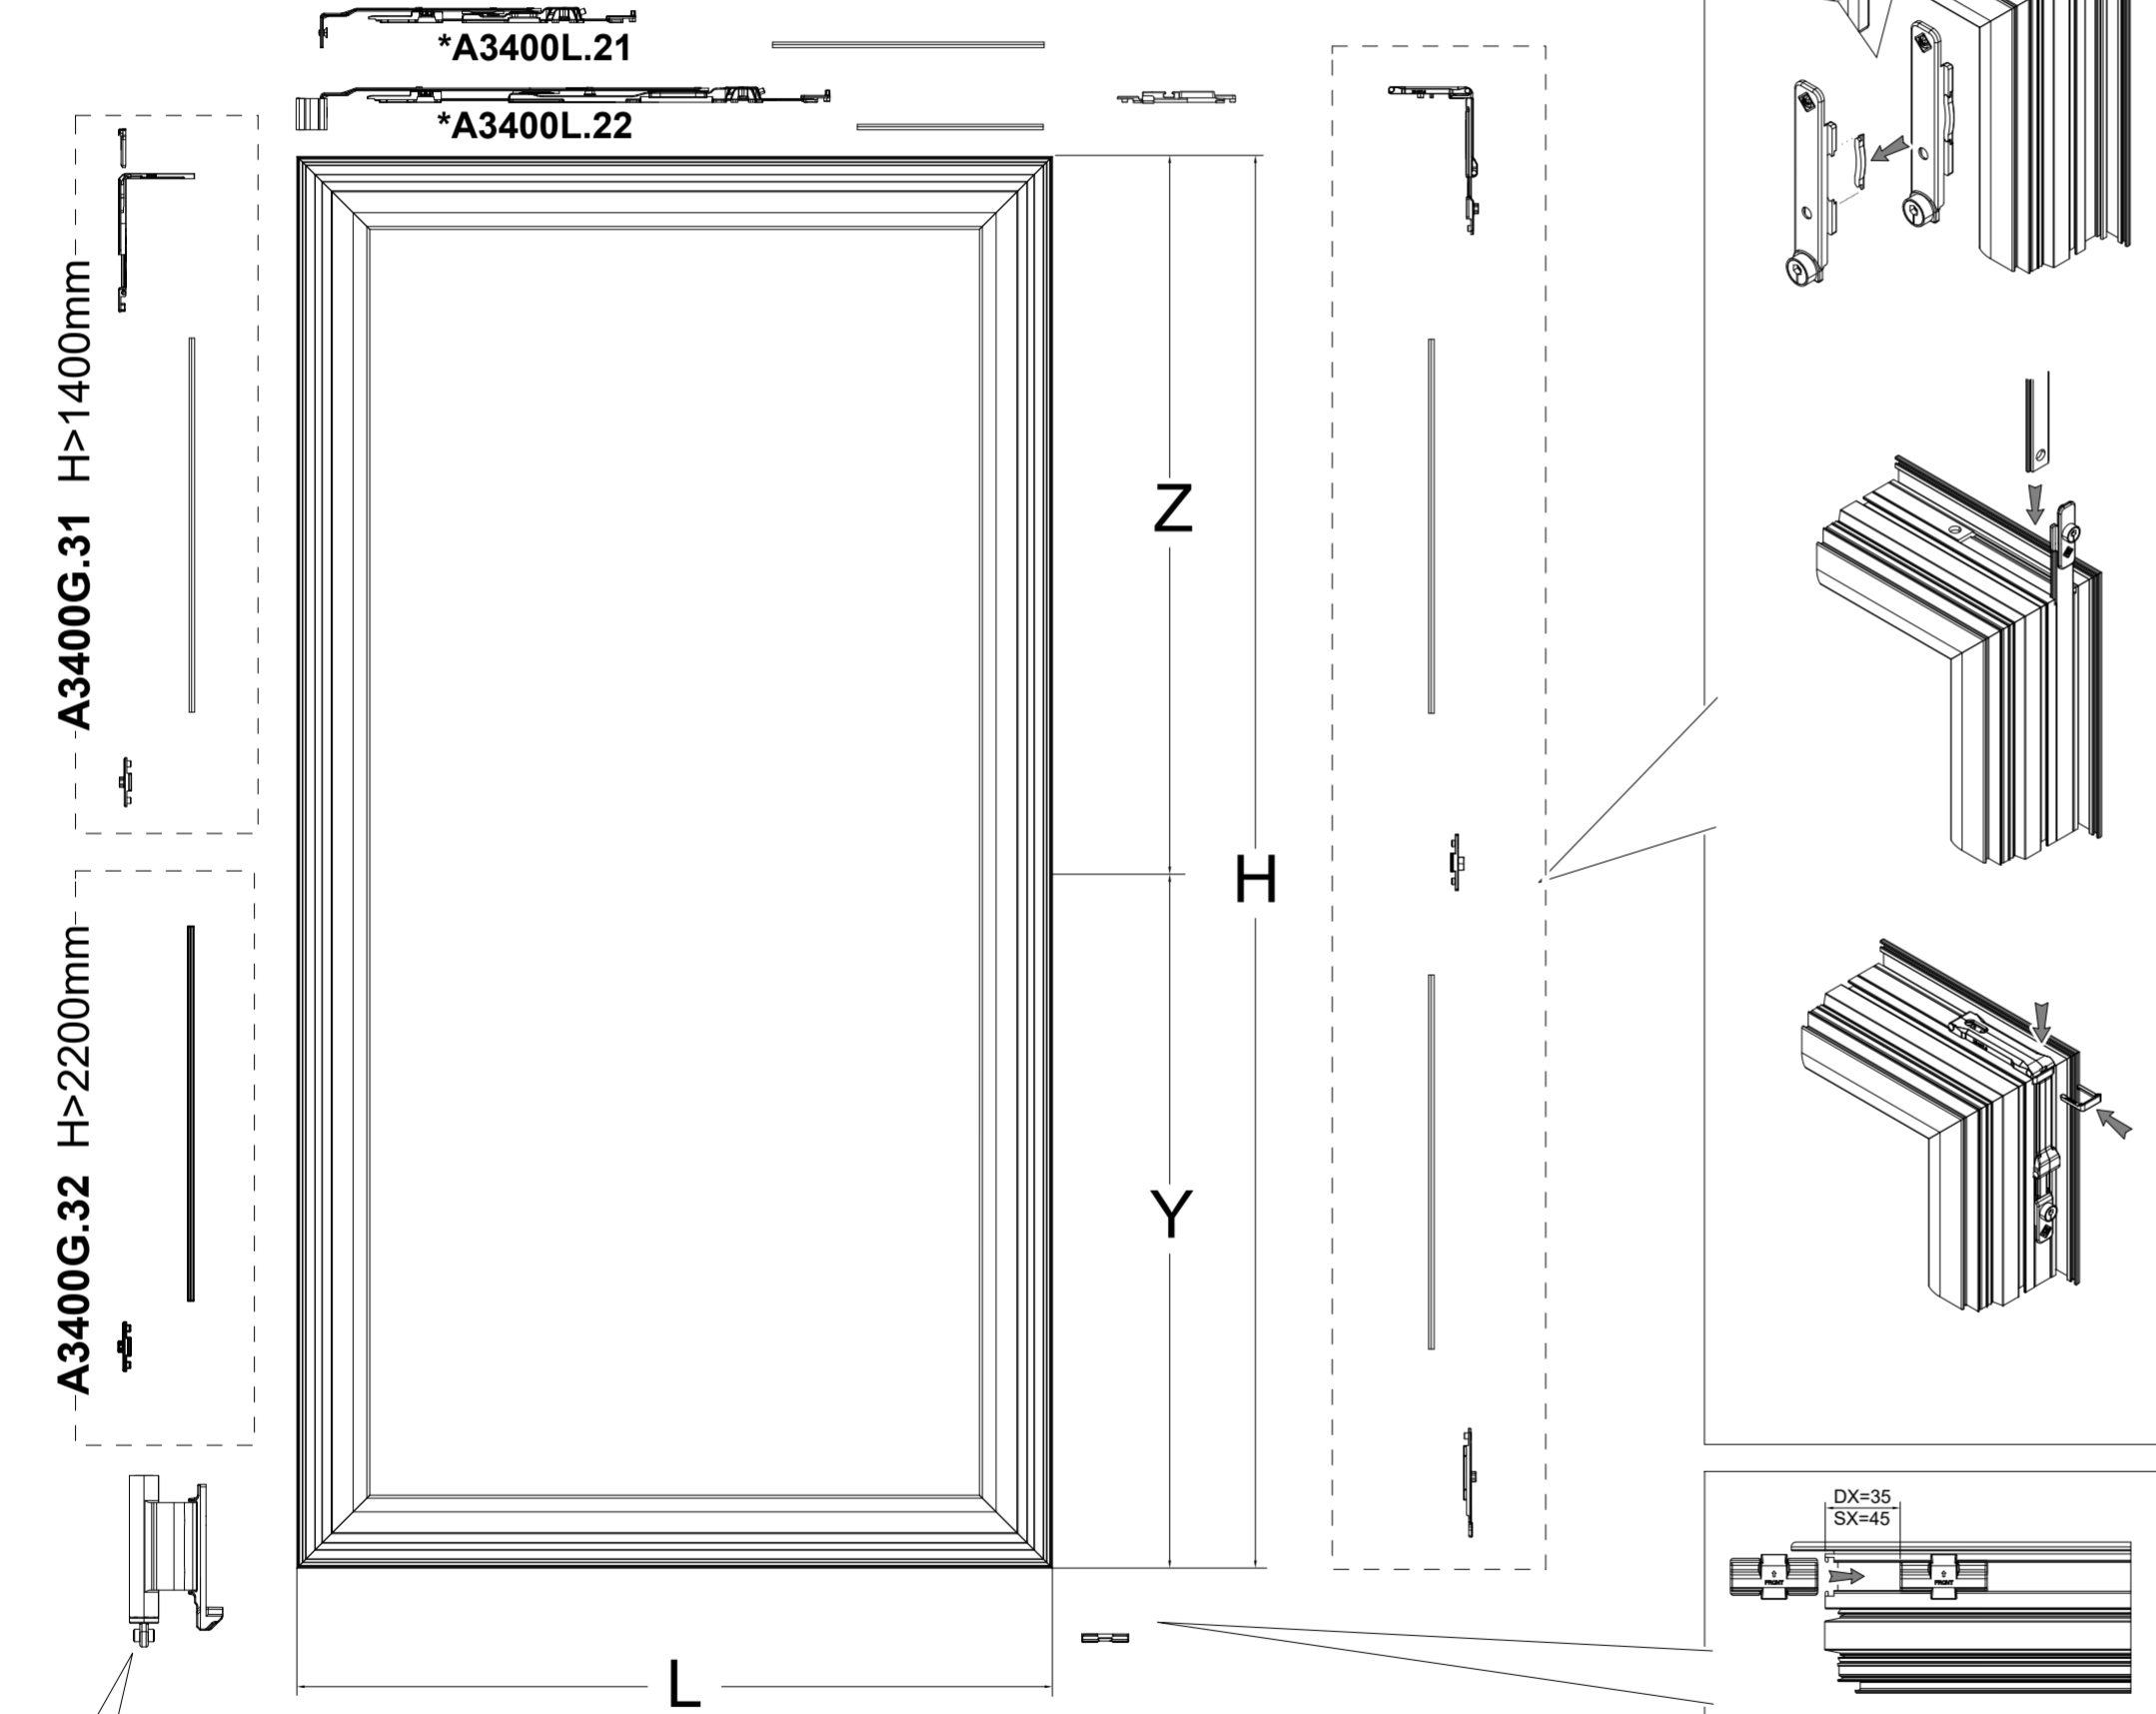 *A3400L.21
*A3400L.22
A3400G.31 H>1400mm
Z
H
A3400G.32 H>2200mm
Y
DX=35
SX=45
FRONT
FRONT
L